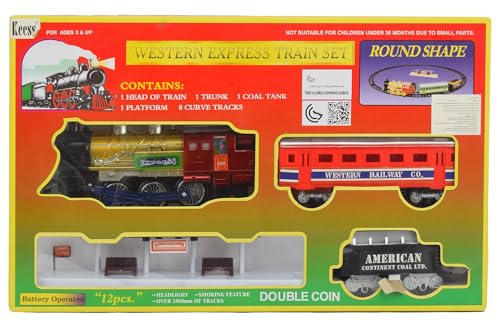 Keess
FOR AGES 3 & UP
NOT SUITABLE FOR CHILDREN UNDER 36 MONTHS DUE TO SMALL PARTS.
WESTERN EXPRESS TRAIN SET
ROUND SHAPE
CONTAINS:
1 HEAD OF TRAIN 1 TRUNK 1 COAL TANK
1 PLATFORM 8 CURVE TRACKS
EXPRESS
WESTERN RAILWAY CO.
AMERICAN
CONTINENT COAL LTD.
Battery Operated
"12pcs."
~HEADLIGHT ~SMOKING FEATURE
~OVER 2880mm OF TRACKS
DOUBLE COIN